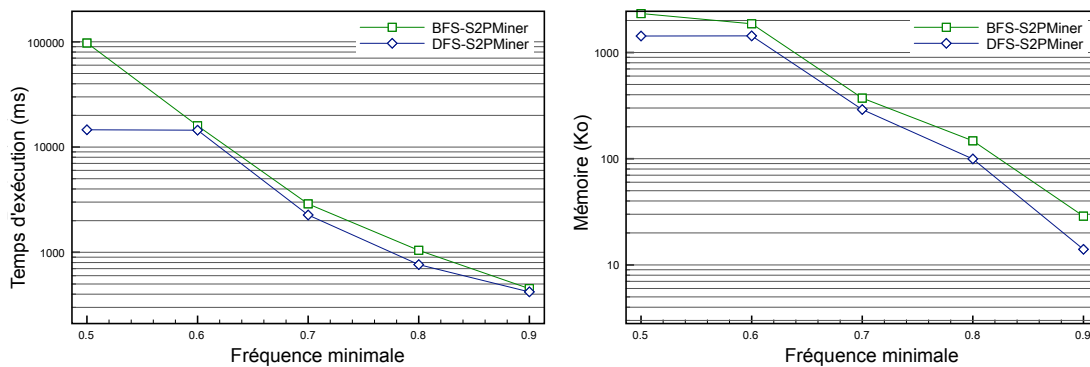 BFS-S2PMiner
DFS-S2PMiner
100000
10000
1000
Temps d'exécution (ms)
0.5 0.6 0.7 0.8 0.9
Fréquence minimale
BFS-S2PMiner
DFS-S2PMiner
1000
100
10
Mémoire (Ko)
0.5 0.6 0.7 0.8 0.9
Fréquence minimale